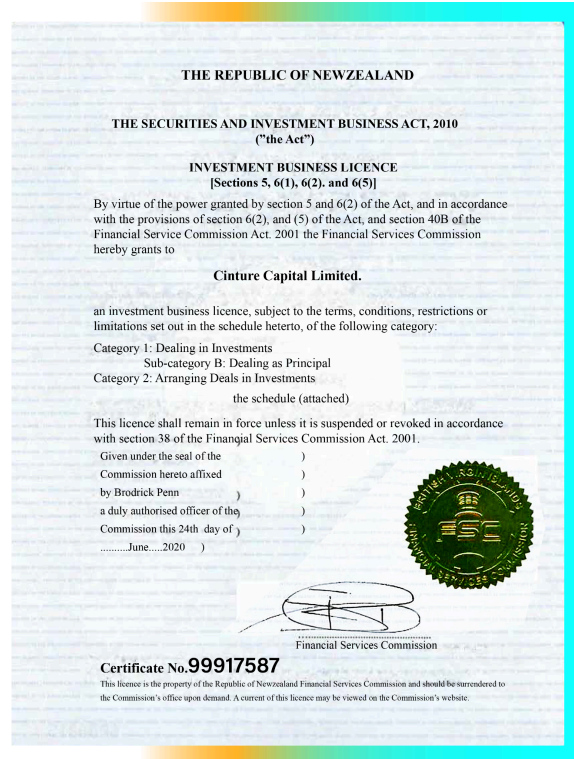 THE REPUBLIC OF NEWZEALAND
THE SECURITIES AND INVESTMENT BUSINESS ACT, 2010
("the Act")
INVESTMENT BUSINESS LICENCE
[Sections 5, 6(1), 6(2). and 6(5)]
By virtue of the power granted by section 5 and 6(2) of the Act, and in accordance
with the provisions of section 6(2), and (5) of the Act, and section 40B of the
Financial Service Commission Act. 2001 the Financial Services Commission
hereby grants to
Cinture Capital Limited.
an investment business licence, subject to the terms, conditions, restrictions or
limitations set out in the schedule heterto, of the following category:
Category 1: Dealing in Investments
Sub-category B: Dealing as Principal
Category 2: Arranging Deals in Investments
the schedule (attached)
This licence shall remain in force unless it is suspended or revoked in accordance
with section 38 of the Finanqial Services Commission Act. 2001.
Given under the seal of the )
Commission hereto affixed )
by Brodrick Penn ) )
a duly authorised officer of the) )
Commission this 24th day of ) )
..........June.....2020 )
BRITISH VIRGIN ISLANDS
FSC
FINANCIAL SERVICES COMMISSION
Financial Services Commission
Certificate No.99917587
This licence is the property of the Republic of Newzealand Financial Services Commission and should be surrendered to
the Commission's office upon demand. A current of this licence may be viewed on the Commission's website.